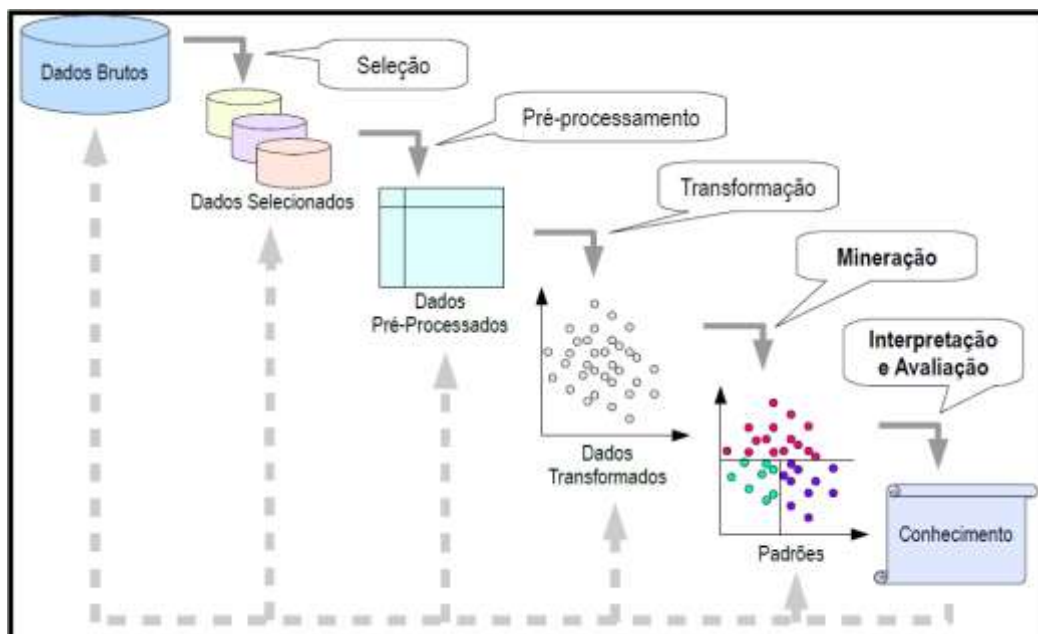 Dados Brutos
Seleção
Dados Selecionados
Pré-processamento
Dados
Pré-Processados
Transformação
Dados
Transformados
Mineração
Padrões
Interpretação
e Avaliação
Conhecimento